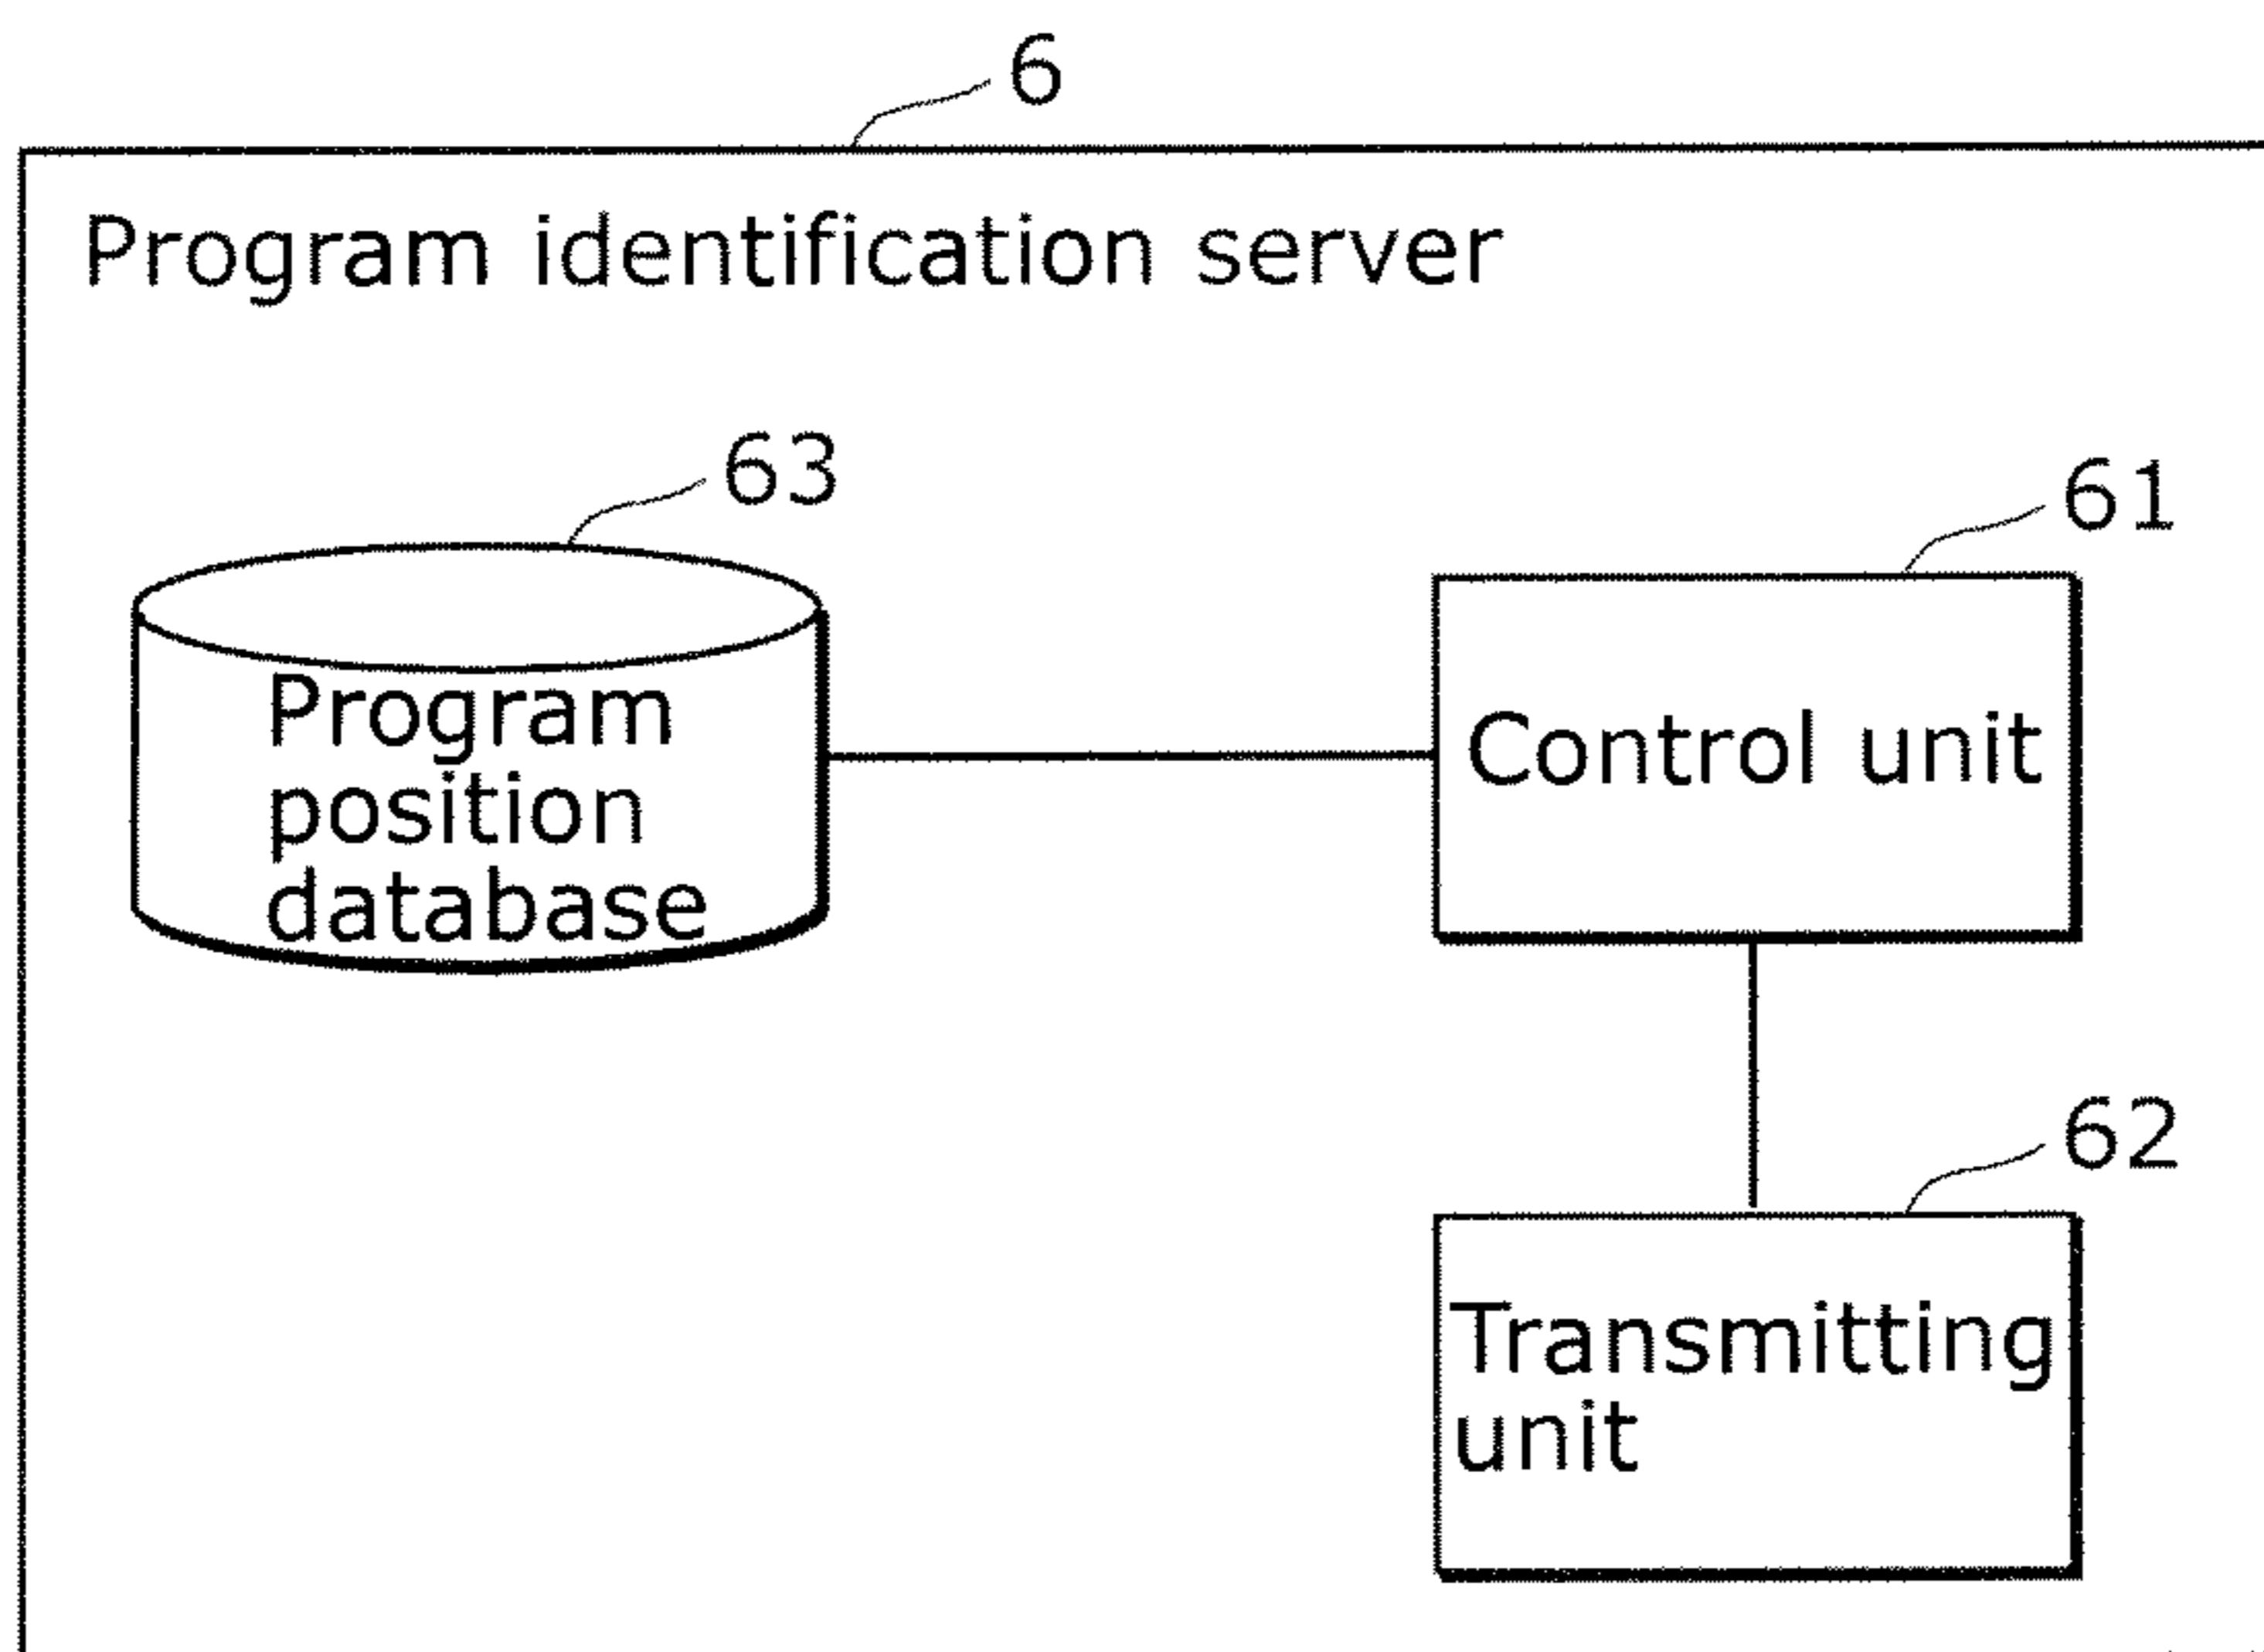 6
Program identification server
63
61
Program
position
database
Control unit
62
Transmitting
unit